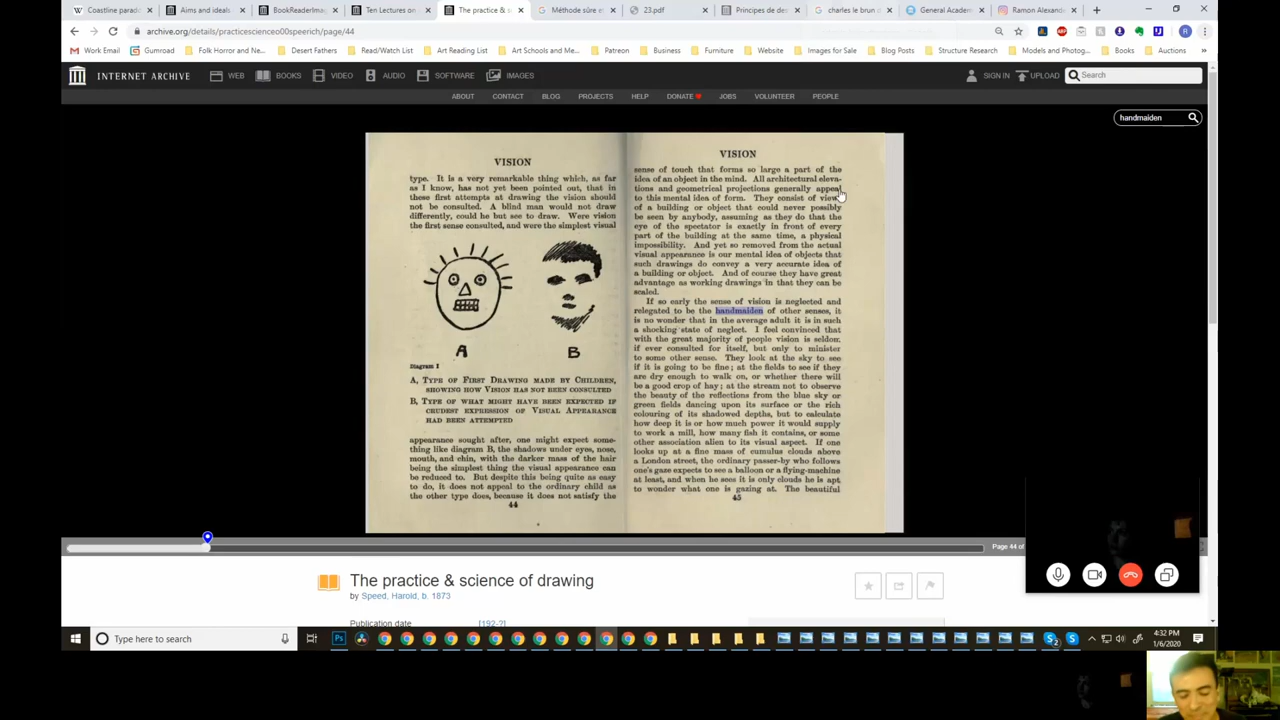 Coastline parad
Aims and ideals
BookReaderImag
Ten Lectures on
The practice & s
Méthode sûre e
23.pdf
Principes de des
charles le brun d
General Academ
Ramon Alexand
archive.org/details/practicescienceo00speerich/page/44
Work Email
Gumroad
Folk Horror and Ne...
Desert Fathers
Read/Watch List
Art Reading List
Art Schools and Me...
Patreon
Business
Furniture
Website
Images for Sale
Blog Posts
Structure Research
Models and Photog...
Books
Auctions
INTERNET ARCHIVE
WEB
BOOKS
VIDEO
AUDIO
SOFTWARE
IMAGES
SIGN IN
UPLOAD
Search
ABOUT
CONTACT
BLOG
PROJECTS
HELP
DONATE
JOBS
VOLUNTEER
PEOPLE
handmaiden
VISION
type. It is a very remarkable thing which, as far
as I know, has not yet been pointed out, that in
these first attempts at drawing the vision should
not be consulted. A blind man would not draw
differently, could he but see to draw. Were vision
the first sense consulted, and were the simplest visual
A
B
Diagram I
A, TYPE OF FIRST DRAWING MADE BY CHILDREN,
SHOWING HOW VISION HAS NOT BEEN CONSULTED
B, TYPE OF WHAT MIGHT HAVE BEEN EXPECTED IF
CRUDEST EXPRESSION OF VISUAL APPEARANCE
HAD BEEN ATTEMPTED
appearance sought after, one might expect some-
thing like diagram B, the shadows under eyes, nose,
mouth, and chin, with the darker mass of the hair
being the simplest thing the visual appearance can
be reduced to. But despite this being quite as easy
to do, it does not appeal to the ordinary child as
the other type does, because it does not satisfy the
44
VISION
sense of touch that forms so large a part of the
idea of an object in the mind. All architectural eleva-
tions and geometrical projections generally appeal
to this mental idea of form. They consist of views
of a building or object that could never possibly
be seen by anybody, assuming as they do that the
eye of the spectator is exactly in front of every
part of the building at the same time, a physical
impossibility. And yet so removed from the actual
visual appearance is our mental idea of objects that
such drawings do convey a very accurate idea of
a building or object. And of course they have great
advantage as working drawings in that they can be
scaled.
If so early the sense of vision is neglected and
relegated to be the handmaiden of other senses, it
is no wonder that in the average adult it is in such
a shocking state of neglect. I feel convinced that
with the great majority of people vision is seldom
if ever consulted for itself, but only to minister
to some other sense. They look at the sky to see
if it is going to be fine; at the fields to see if they
are dry enough to walk on, or whether there will
be a good crop of hay; at the stream not to observe
the beauty of the reflections from the blue sky or
green fields dancing upon its surface or the rich
colouring of its shadowed depths, but to calculate
how deep it is or how much power it would supply
to work a mill, how many fish it contains, or some
other association alien to its visual aspect. If one
looks up at a fine mass of cumulus clouds above
a London street, the ordinary passer-by who follows
one's gaze expects to see a balloon or a flying-machine
at least, and when he sees it is only clouds he is apt
to wonder what one is gazing at. The beautiful
45
Page 44 of
The practice & science of drawing
by Speed, Harold, b. 1873
Publication date
[192-?]
Type here to search
4:32 PM
1/6/2020